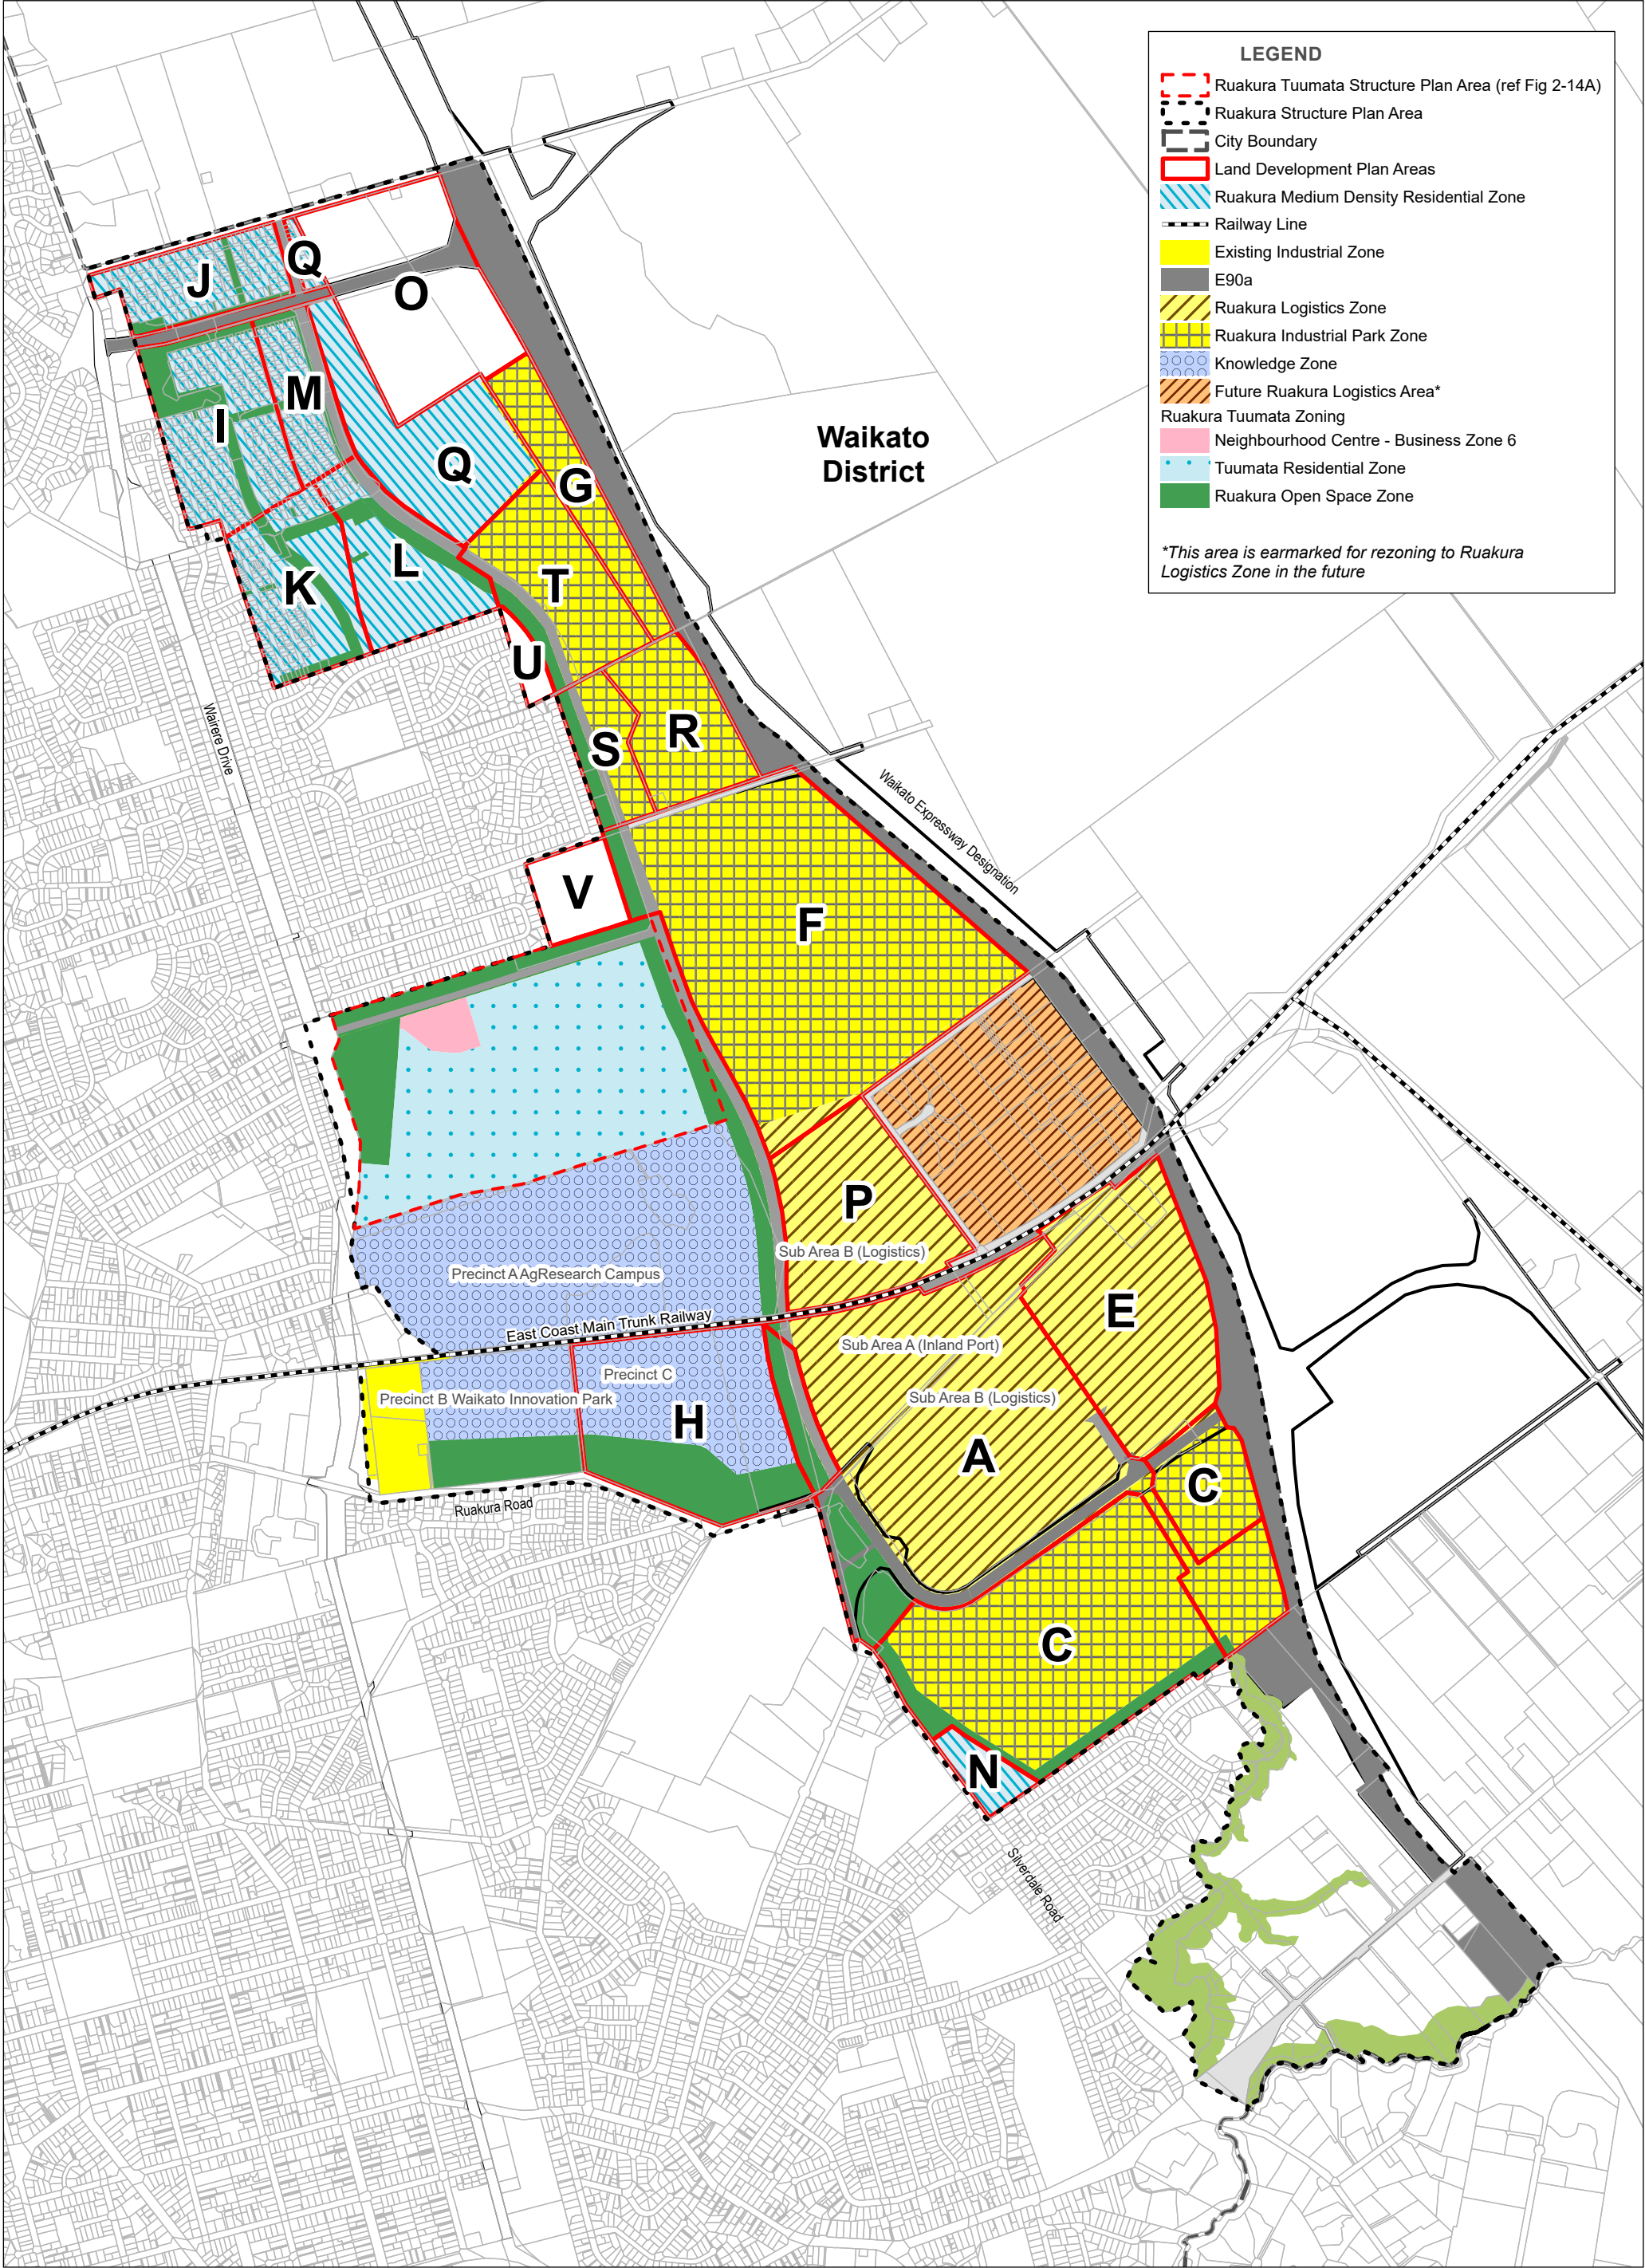 LEGEND
Ruakura Tuumata Structure Plan Area (ref Fig 2-14A)
Ruakura Structure Plan Area
City Boundary
Land Development Plan Areas
Ruakura Medium Density Residential Zone
Railway Line
Existing Industrial Zone
E90a
Ruakura Logistics Zone
Ruakura Industrial Park Zone
Knowledge Zone
Future Ruakura Logistics Area*
Ruakura Tuumata Zoning
Neighbourhood Centre - Business Zone 6
Tuumata Residential Zone
Ruakura Open Space Zone
*This area is earmarked for rezoning to Ruakura
Logistics Zone in the future
Q
J
O
M
I
Waikato
District
Q
G
L
T
K
U
R
S
Wairere Drive
Waikato Expressway Designation
V
F
P
Sub Area B (Logistics)
Precinct A AgResearch Campus
E
East Coast Main Trunk Railway
Sub Area A (Inland Port)
Precinct C
Precinct B Waikato Innovation Park
Sub Area B (Logistics)
H
A
C
Ruakura Road
C
N
Silverdale Road